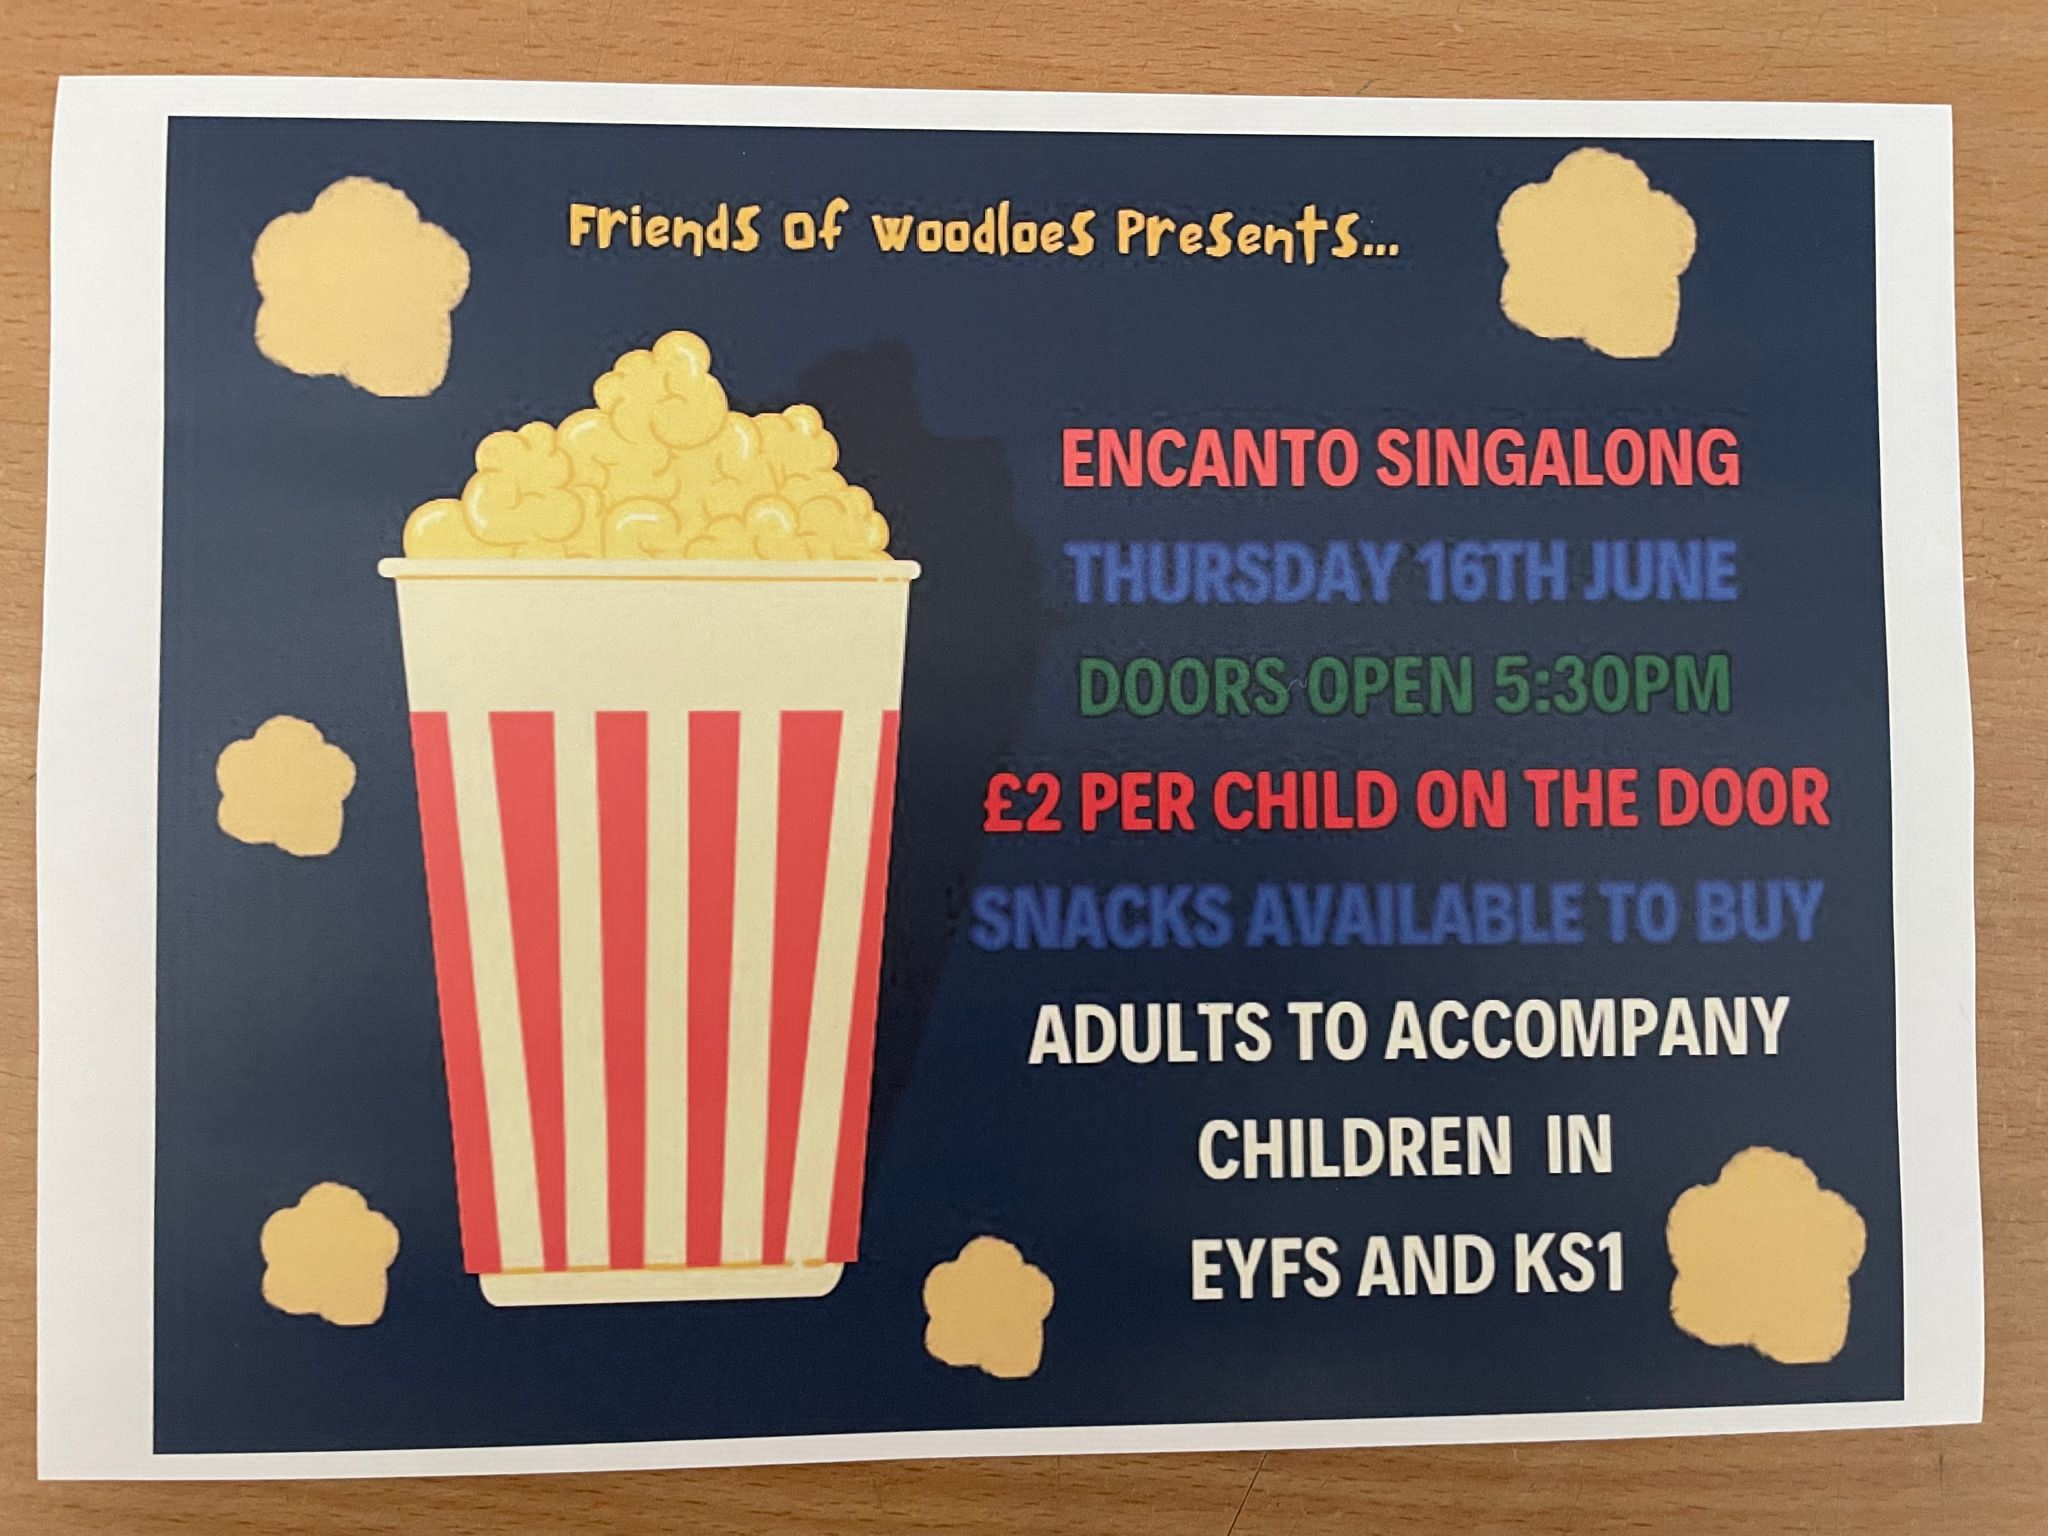 Friends of Woodloes Presents...
ENCANTO SINGALONG
THURSDAY 16TH JUNE
DOORS OPEN 5:30PM
£2 PER CHILD ON THE DOOR
SNACKS AVAILABLE TO BUY
ADULTS TO ACCOMPANY
CHILDREN IN
EYFS AND KS1